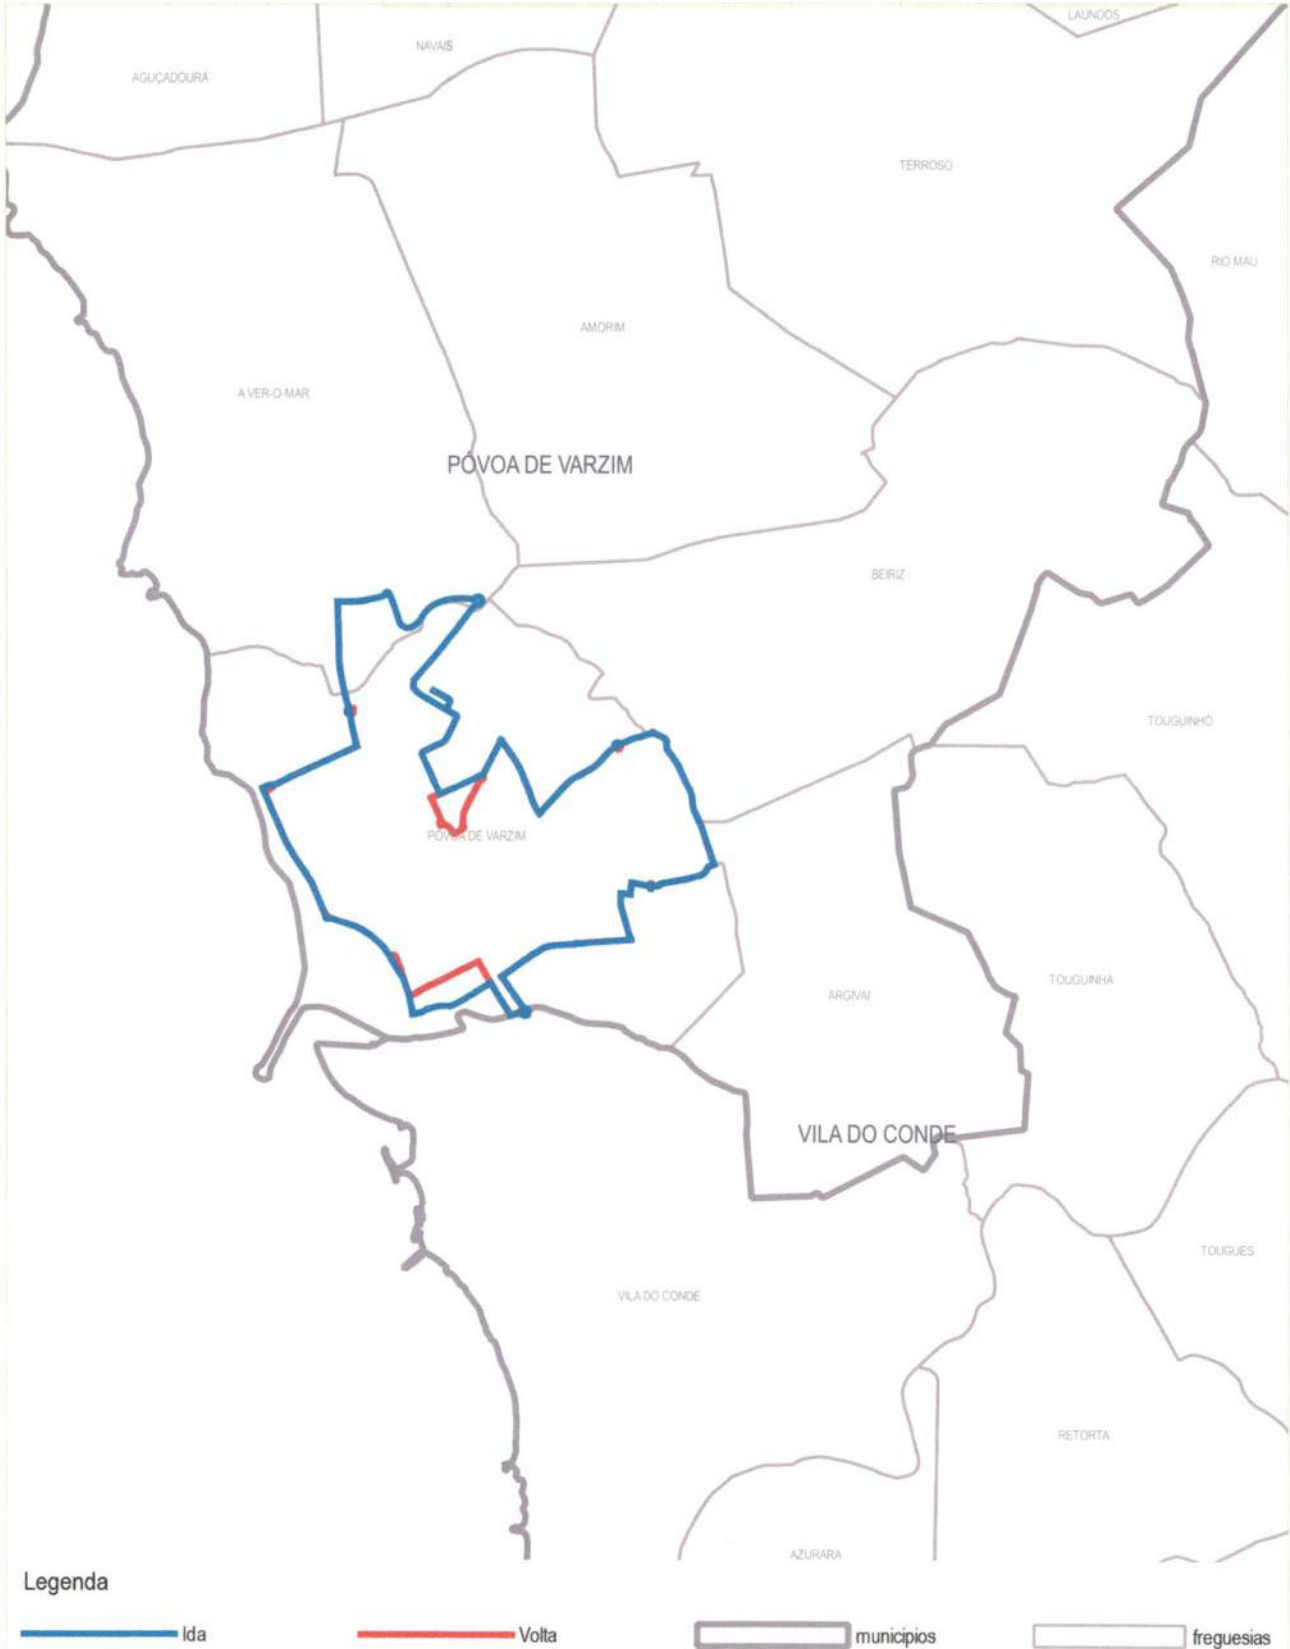 LAUNDOS
NAVAIS
AGUÇADOURA
TERROSO
RIO MAU
AMORIM
A VER-O-MAR
PÓVOA DE VARZIM
BEIRIZ
TOUGUINHÓ
PÓVOA DE VARZIM
TOUGUINHA
ARGIVAI
VILA DO CONDE
TOUGUES
VILA DO CONDE
RETORTA
AZURARA
Legenda
Ida
Volta
municipios
freguesias